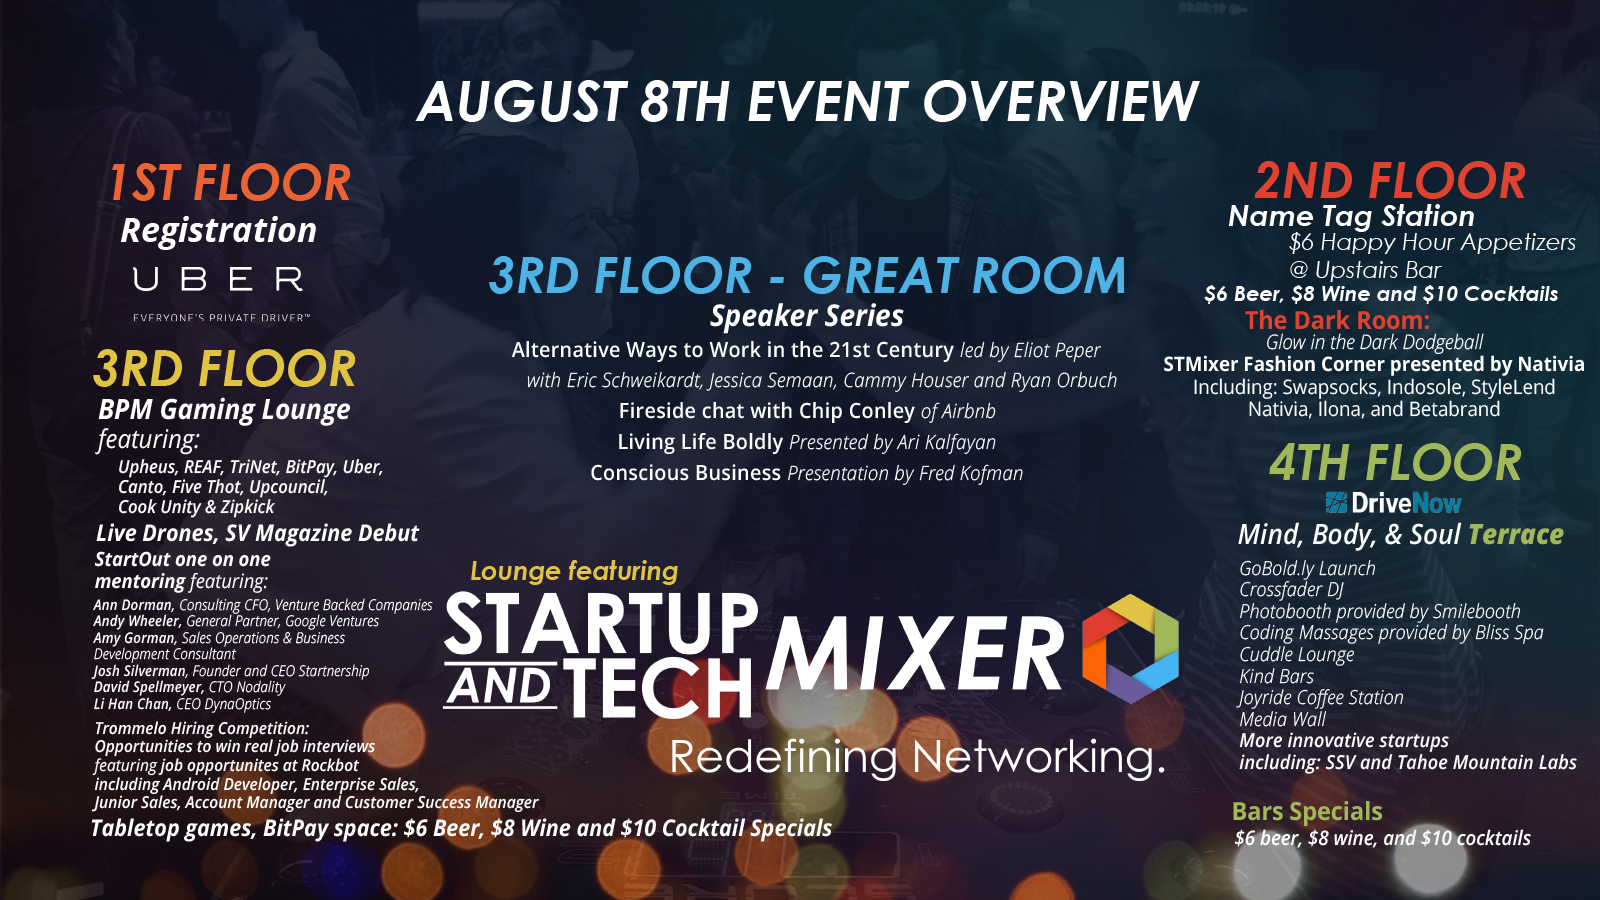 AUGUST 8TH EVENT OVERVIEW
1ST FLOOR
Registration
UBER
EVERYONE'S PRIVATE DRIVER™
3RD FLOOR
BPM Gaming Lounge
featuring:
Upheus, REAF, TriNet, BitPay, Uber,
Canto, Five Thot, Upcouncil,
Cook Unity & Zipkick
Live Drones, SV Magazine Debut
StartOut one on one
mentoring featuring:
Ann Dorman, Consulting CFO, Venture Backed Companies
Andy Wheeler, General Partner, Google Ventures
Amy Gorman, Sales Operations & Business
Development Consultant
Josh Silverman, Founder and CEO Startnership
David Spellmeyer, CTO Nodality
Li Han Chan, CEO DynaOptics
Trommelo Hiring Competition:
Opportunities to win real job interviews
featuring job opportunites at Rockbot
including Android Developer, Enterprise Sales,
Junior Sales, Account Manager and Customer Success Manager
Tabletop games, BitPay space: $6 Beer, $8 Wine and $10 Cocktail Specials
3RD FLOOR - GREAT ROOM
Speaker Series
Alternative Ways to Work in the 21st Century led by Eliot Peper
with Eric Schweikardt, Jessica Semaan, Cammy Houser and Ryan Orbuch
Fireside chat with Chip Conley of Airbnb
Living Life Boldly Presented by Ari Kalfayan
Conscious Business Presentation by Fred Kofman
Lounge featuring
STARTUP
AND TECH
MIXER
Redefining Networking.
2ND FLOOR
Name Tag Station
$6 Happy Hour Appetizers
@ Upstairs Bar
$6 Beer, $8 Wine and $10 Cocktails
The Dark Room:
Glow in the Dark Dodgeball
STMixer Fashion Corner presented by Nativia
Including: Swapsocks, Indosole, StyleLend
Nativia, Ilona, and Betabrand
4TH FLOOR
DriveNow
Mind, Body, & Soul Terrace
GoBold.ly Launch
Crossfader DJ
Photobooth provided by Smilebooth
Coding Massages provided by Bliss Spa
Cuddle Lounge
Kind Bars
Joyride Coffee Station
Media Wall
More innovative startups
including: SSV and Tahoe Mountain Labs
Bars Specials
$6 beer, $8 wine, and $10 cocktails